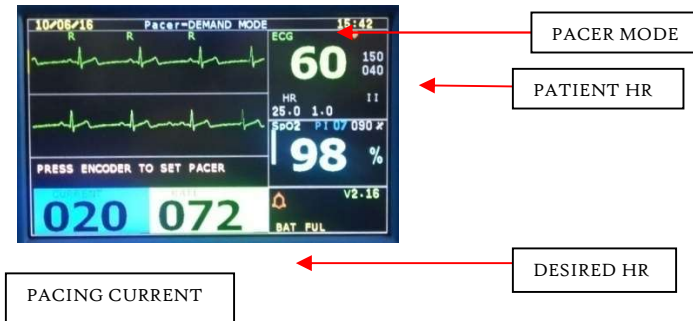 10/06/16 Pacer=DEMAND MODE 15:42
R R R
ECG
60
150
040
HR II
25.0 1.0
SpO2 PI 07 090 %
98 %
PRESS ENCODER TO SET PACER
CURRENT RATE
020 072
V2.16
BAT FUL
PACER MODE
PATIENT HR
DESIRED HR
PACING CURRENT